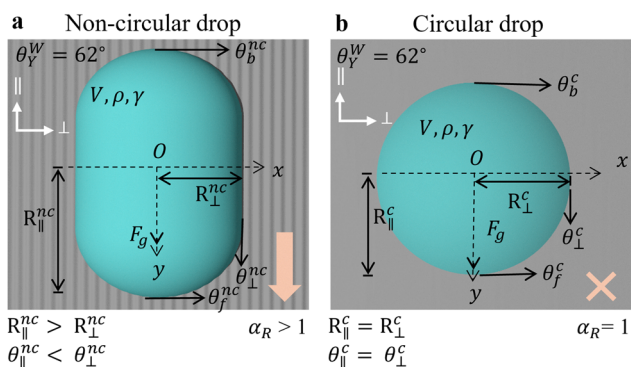 a Non-circular drop
θ_Y^W = 62°
θ_b^{nc}
V, ρ, γ
∥
⊥
O
x
R_⊥^{nc}
R_∥^{nc}
F_g
y
θ_⊥^{nc}
θ_f^{nc}
R_∥^{nc} > R_⊥^{nc}
α_R > 1
θ_∥^{nc} < θ_⊥^{nc}
b Circular drop
θ_Y^W = 62°
θ_b^c
V, ρ, γ
∥
⊥
O
x
R_⊥^c
R_∥^c
F_g
θ_⊥^c
θ_f^c
y
R_∥^c = R_⊥^c
α_R = 1
θ_∥^c = θ_⊥^c